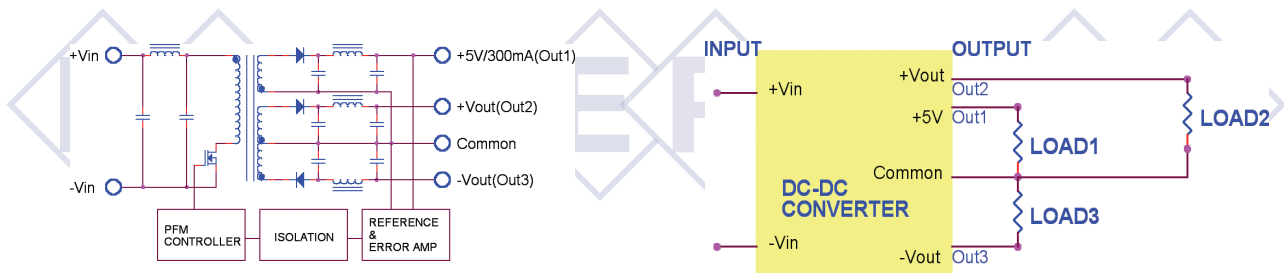 +Vin
-Vin
+5V/300mA(Out1)
+Vout(Out2)
Common
-Vout(Out3)
PFM
CONTROLLER
ISOLATION
REFERENCE
&
ERROR AMP
INPUT
OUTPUT
+Vin
-Vin
+Vout
Out2
+5V
Out1
Common
-Vout
Out3
DC-DC
CONVERTER
LOAD1
LOAD2
LOAD3